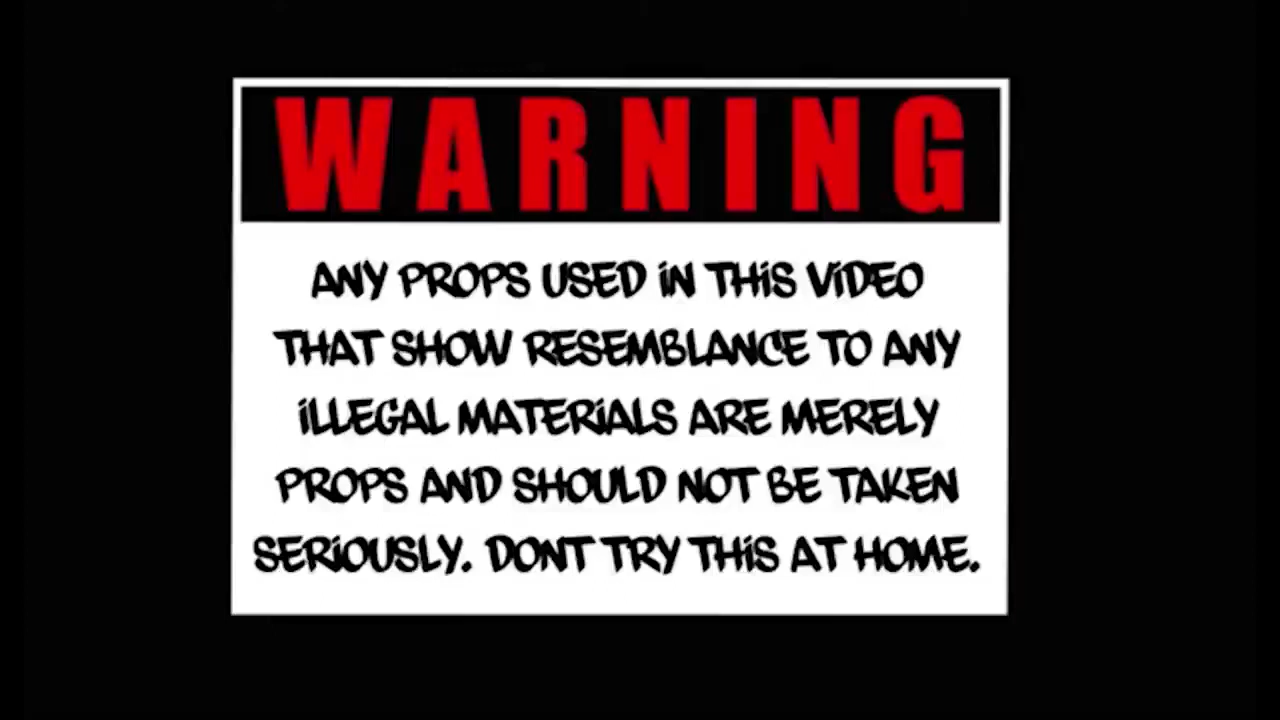 WARNING
ANY PROPS USED iN THiS ViDEO
THAT SHOW RESEMBLANCE TO ANY
iLLEGAL MATERiALS ARE MERELY
PROPS AND SHOULD NOT BE TAKEN
SERiOUSLY. DONT TRY THiS AT HOME.